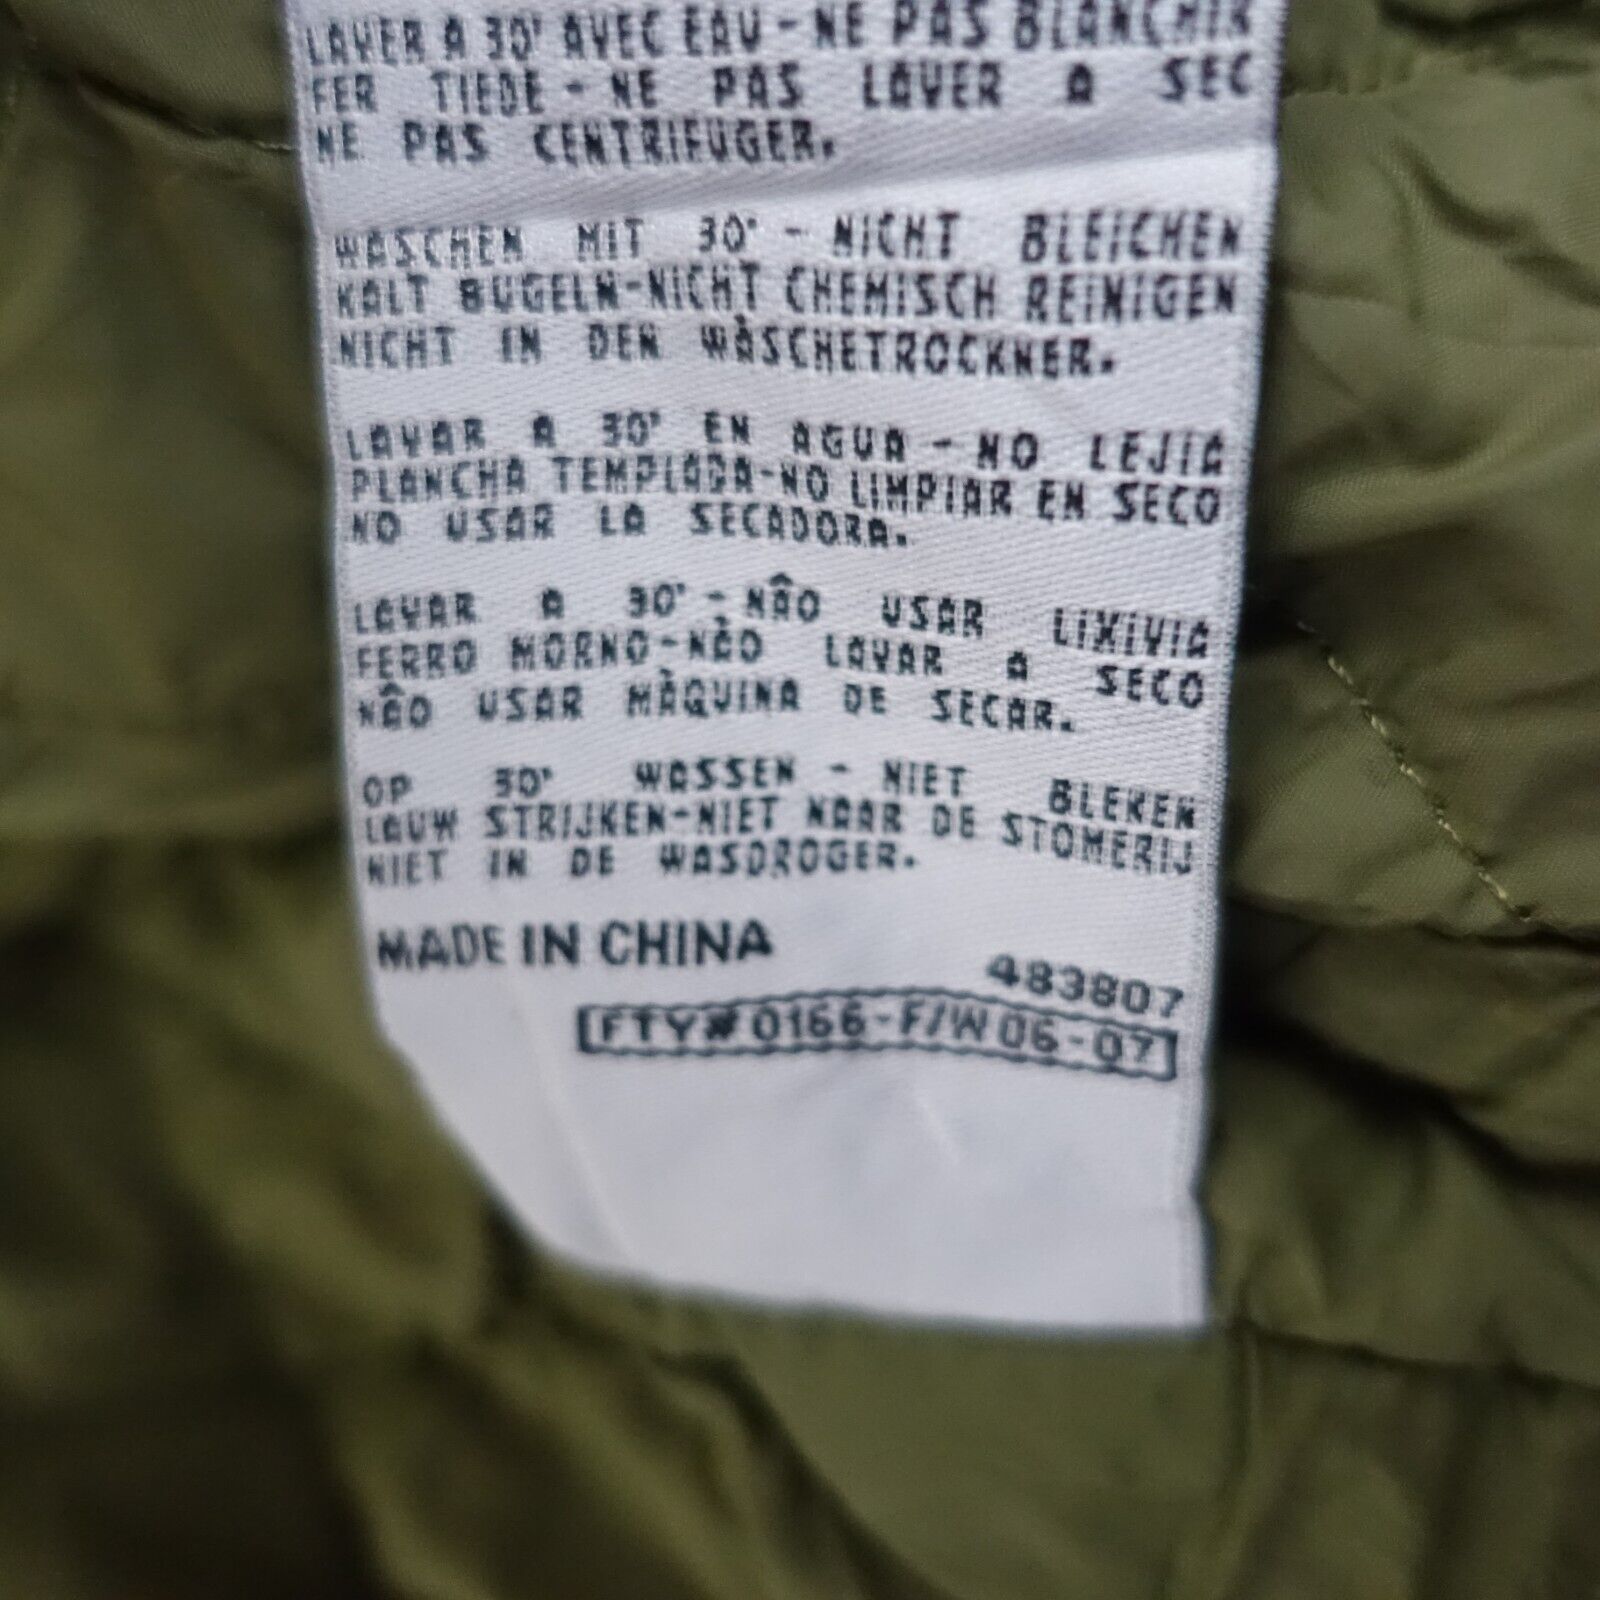 LAVER A 30° AVEC EAU - NE PAS BLANCHIR
FER TIEDE - NE PAS LAVER A SEC
NE PAS CENTRIFUGER.
WASCHEN MIT 30° - NICHT BLEICHEN
KALT BUGELN-NICHT CHEMISCH REINIGEN
NICHT IN DEN WÀSCHETROCKNER.
LAVAR A 30° EN AGUA - NO LEJIA
PLANCHA TEMPLADA-NO LIMPIAR EN SECO
NO USAR LA SECADORA.
LAVAR A 30° - NÂO USAR LIXIVIA
FERRO MORNO-NÀO LAVAR A SECO
NÂO USAR MÀQUINA DE SECAR.
OP 30° WASSEN - NIET BLEKEN
LAUW STRIJKEN-NIET NAAR DE STOMERIJ
NIET IN DE WASDROGER.
MADE IN CHINA
483807
FTY# 0166-F/W 06-07